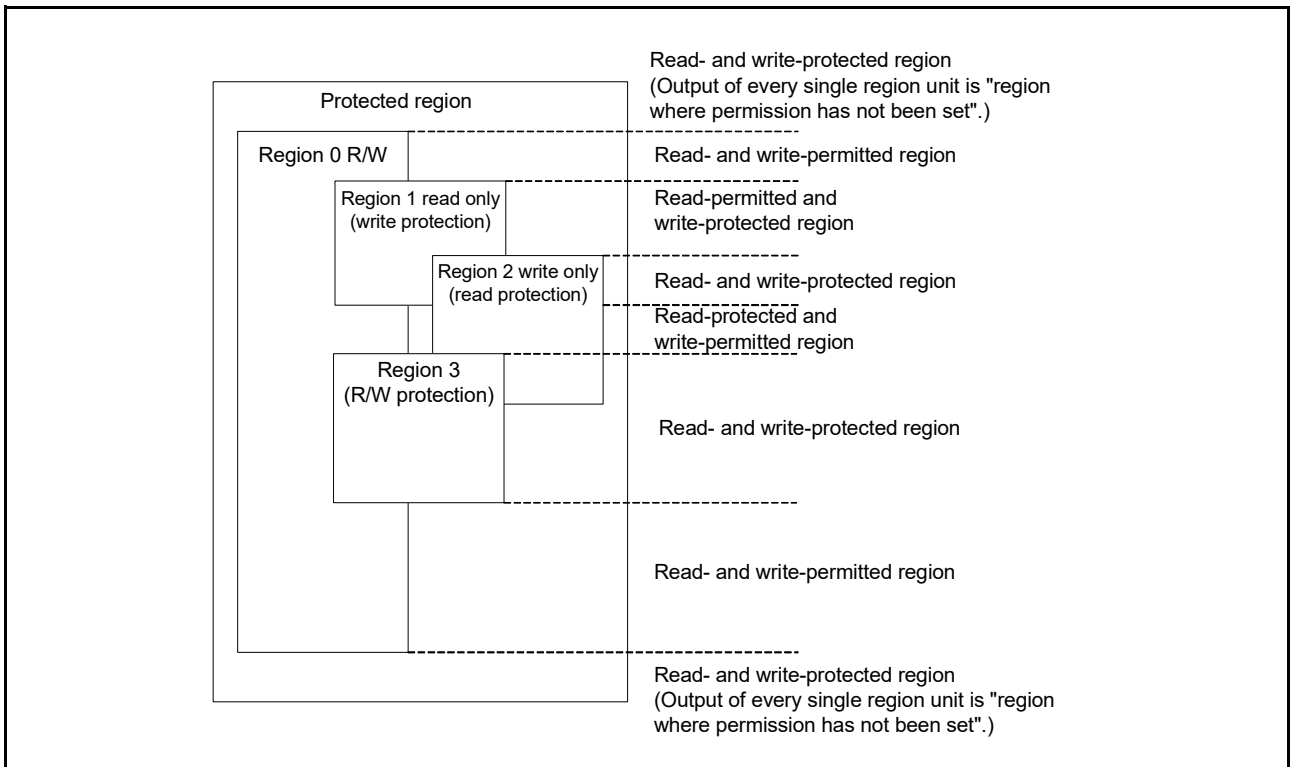 Read- and write-protected region
(Output of every single region unit is "region
where permission has not been set".)
Protected region
Region 0 R/W
Read- and write-permitted region
Region 1 read only
(write protection)
Read-permitted and
write-protected region
Region 2 write only
(read protection)
Read- and write-protected region
Read-protected and
write-permitted region
Region 3
(R/W protection)
Read- and write-protected region
Read- and write-permitted region
Read- and write-protected region
(Output of every single region unit is "region
where permission has not been set".)